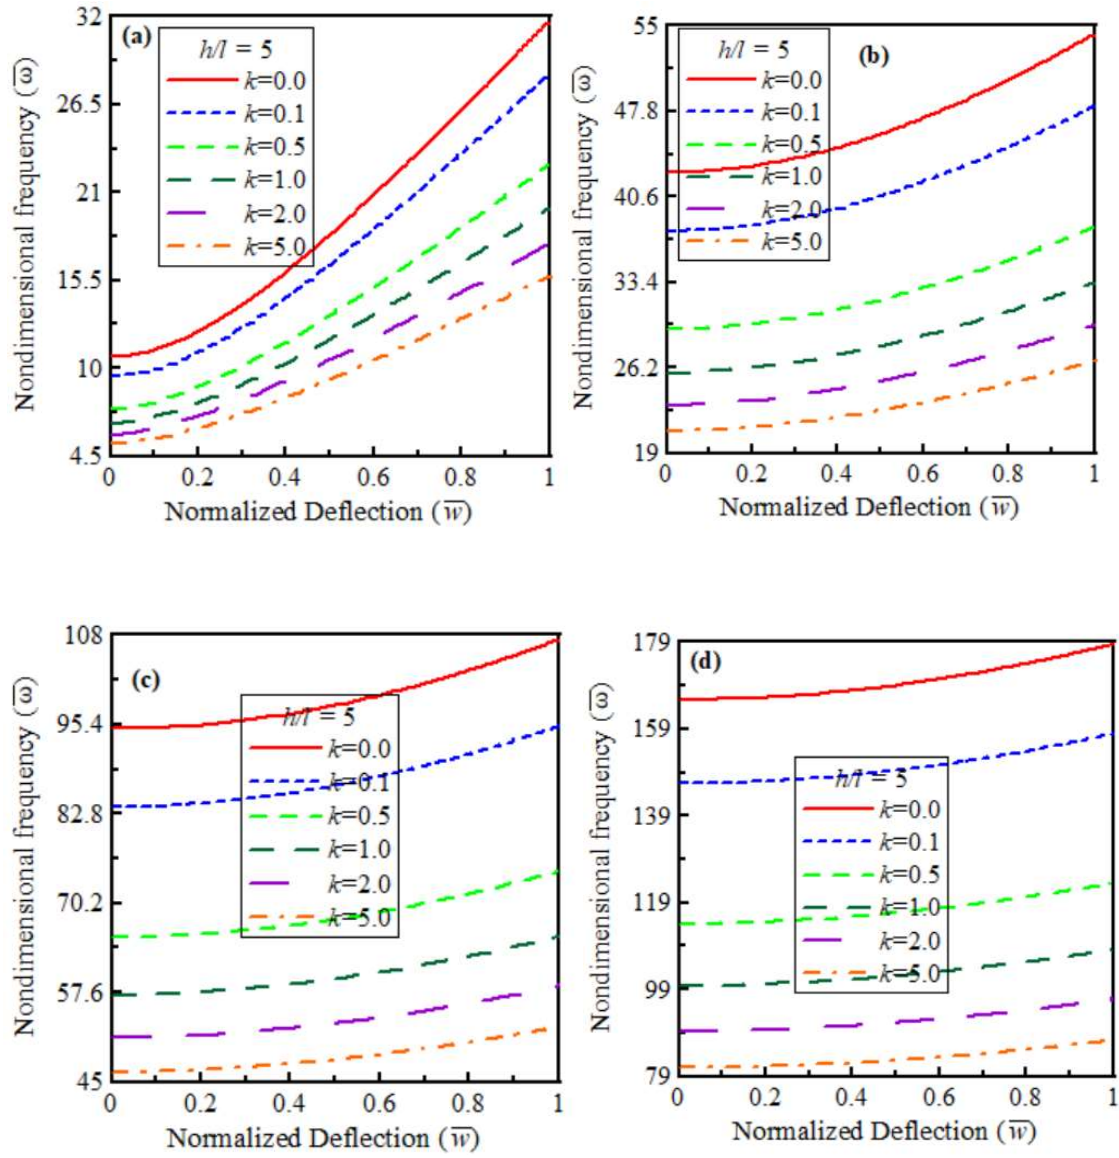 (a)
h/l = 5
k=0.0
k=0.1
k=0.5
k=1.0
k=2.0
k=5.0
32
26.5
21
15.5
10
4.5
0 0.2 0.4 0.6 0.8 1
Nondimensional frequency (ω̅)
Normalized Deflection (w̅)
(b)
h/l = 5
k=0.0
k=0.1
k=0.5
k=1.0
k=2.0
k=5.0
55
47.8
40.6
33.4
26.2
19
0 0.2 0.4 0.6 0.8 1
Nondimensional frequency (ω̅)
Normalized Deflection (w̅)
(c)
h/l = 5
k=0.0
k=0.1
k=0.5
k=1.0
k=2.0
k=5.0
108
95.4
82.8
70.2
57.6
45
0 0.2 0.4 0.6 0.8 1
Nondimensional frequency (ω̅)
Normalized Deflection (w̅)
(d)
h/l = 5
k=0.0
k=0.1
k=0.5
k=1.0
k=2.0
k=5.0
179
159
139
119
99
79
0 0.2 0.4 0.6 0.8 1
Nondimensional frequency (ω̅)
Normalized Deflection (w̅)